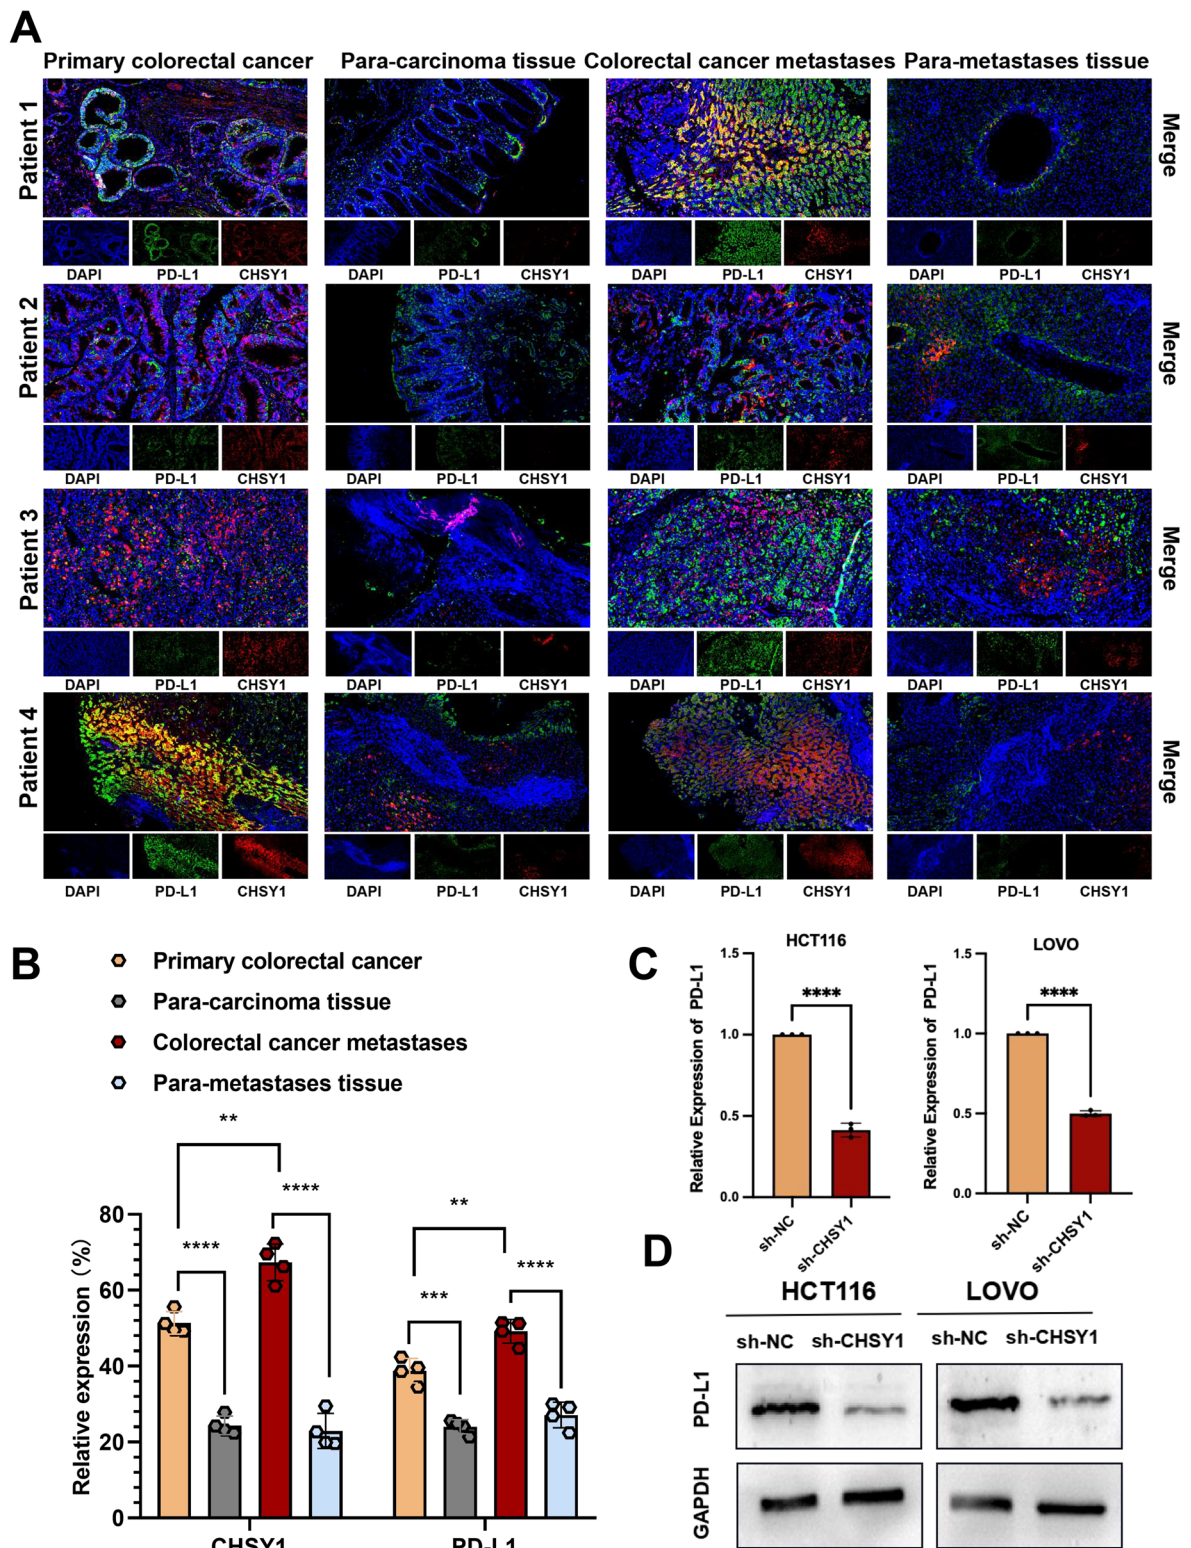 A
Primary colorectal cancer Para-carcinoma tissue Colorectal cancer metastases Para-metastases tissue
Patient 1 Merge
DAPI PD-L1 CHSY1 DAPI PD-L1 CHSY1 DAPI PD-L1 CHSY1 DAPI PD-L1 CHSY1
Patient 2 Merge
DAPI PD-L1 CHSY1 DAPI PD-L1 CHSY1 DAPI PD-L1 CHSY1 DAPI PD-L1 CHSY1
Patient 3 Merge
DAPI PD-L1 CHSY1 DAPI PD-L1 CHSY1 DAPI PD-L1 CHSY1 DAPI PD-L1 CHSY1
Patient 4 Merge
DAPI PD-L1 CHSY1 DAPI PD-L1 CHSY1 DAPI PD-L1 CHSY1 DAPI PD-L1 CHSY1
B
Primary colorectal cancer
Para-carcinoma tissue
Colorectal cancer metastases
Para-metastases tissue
Relative expression (%)
80
60
40
20
0
** **** **** ** *** ****
CHSY1 PD-L1
C
HCT116
Relative Expression of PD-L1
1.5
1.0
0.5
0.0
****
sh-NC sh-CHSY1
LOVO
Relative Expression of PD-L1
1.5
1.0
0.5
0.0
****
sh-NC sh-CHSY1
D
HCT116 LOVO
sh-NC sh-CHSY1 sh-NC sh-CHSY1
PD-L1
GAPDH